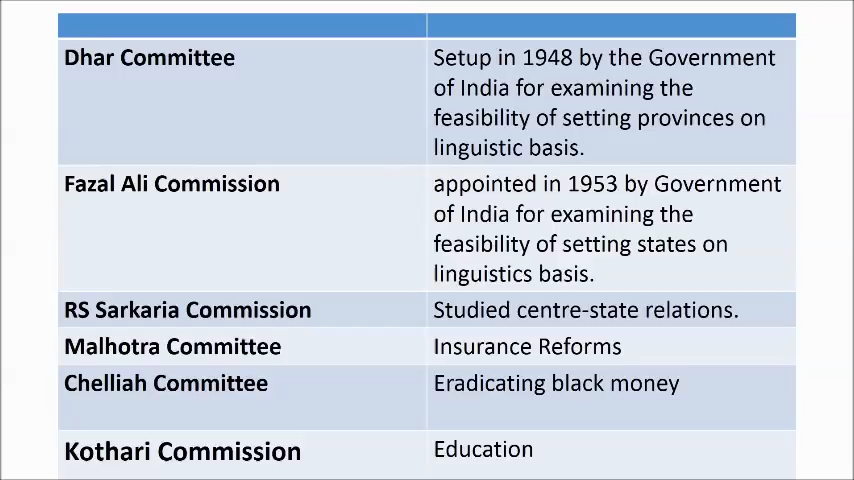 Dhar Committee
Setup in 1948 by the Government
of India for examining the
feasibility of setting provinces on
linguistic basis.
Fazal Ali Commission
appointed in 1953 by Government
of India for examining the
feasibility of setting states on
linguistics basis.
RS Sarkaria Commission
Studied centre-state relations.
Malhotra Committee
Insurance Reforms
Chelliah Committee
Eradicating black money
Kothari Commission
Education